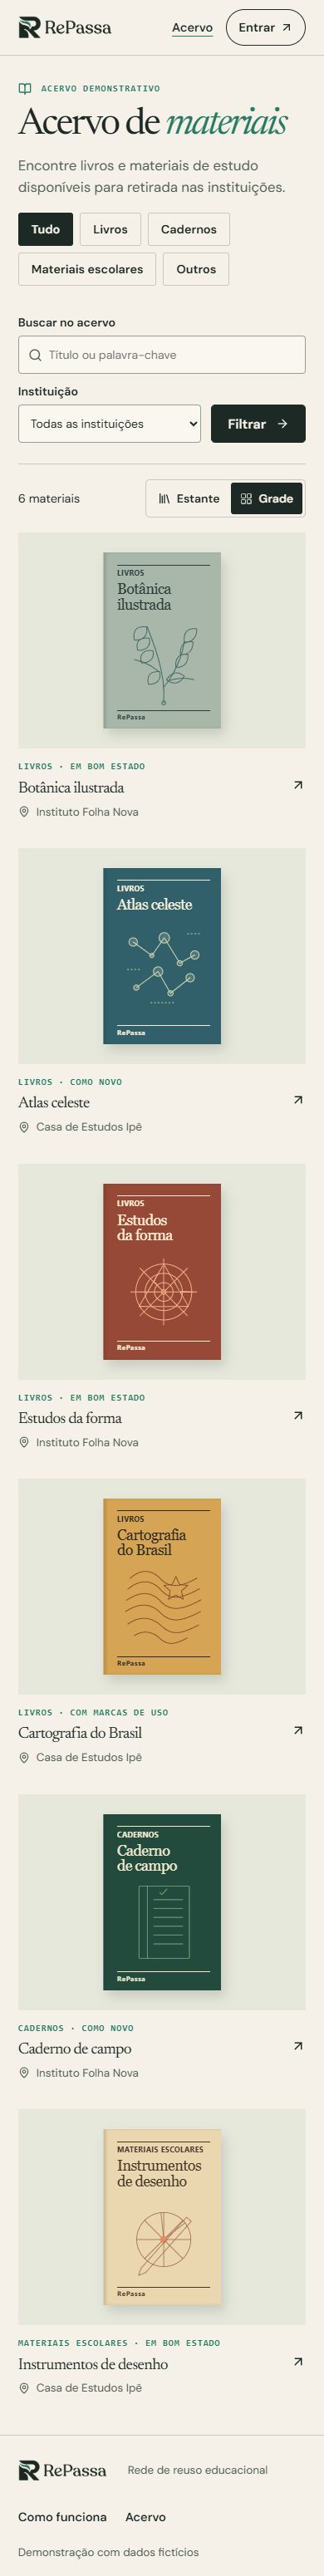 RePassa
Acervo
Entrar
ACERVO DEMONSTRATIVO
Acervo de materiais
Encontre livros e materiais de estudo
disponíveis para retirada nas instituições.
Tudo
Livros
Cadernos
Materiais escolares
Outros
Buscar no acervo
Título ou palavra-chave
Instituição
Todas as instituições
Filtrar
6 materiais
Estante
Grade
LIVROS
Botânica
ilustrada
RePassa
LIVROS · EM BOM ESTADO
Botânica ilustrada
Instituto Folha Nova
LIVROS
Atlas celeste
RePassa
LIVROS · COMO NOVO
Atlas celeste
Casa de Estudos Ipê
LIVROS
Estudos
da forma
RePassa
LIVROS · EM BOM ESTADO
Estudos da forma
Instituto Folha Nova
LIVROS
Cartografia
do Brasil
RePassa
LIVROS · COM MARCAS DE USO
Cartografia do Brasil
Casa de Estudos Ipê
CADERNOS
Caderno
de campo
RePassa
CADERNOS · COMO NOVO
Caderno de campo
Instituto Folha Nova
MATERIAIS ESCOLARES
Instrumentos
de desenho
RePassa
MATERIAIS ESCOLARES · EM BOM ESTADO
Instrumentos de desenho
Casa de Estudos Ipê
RePassa
Rede de reuso educacional
Como funciona
Acervo
Demonstração com dados fictícios